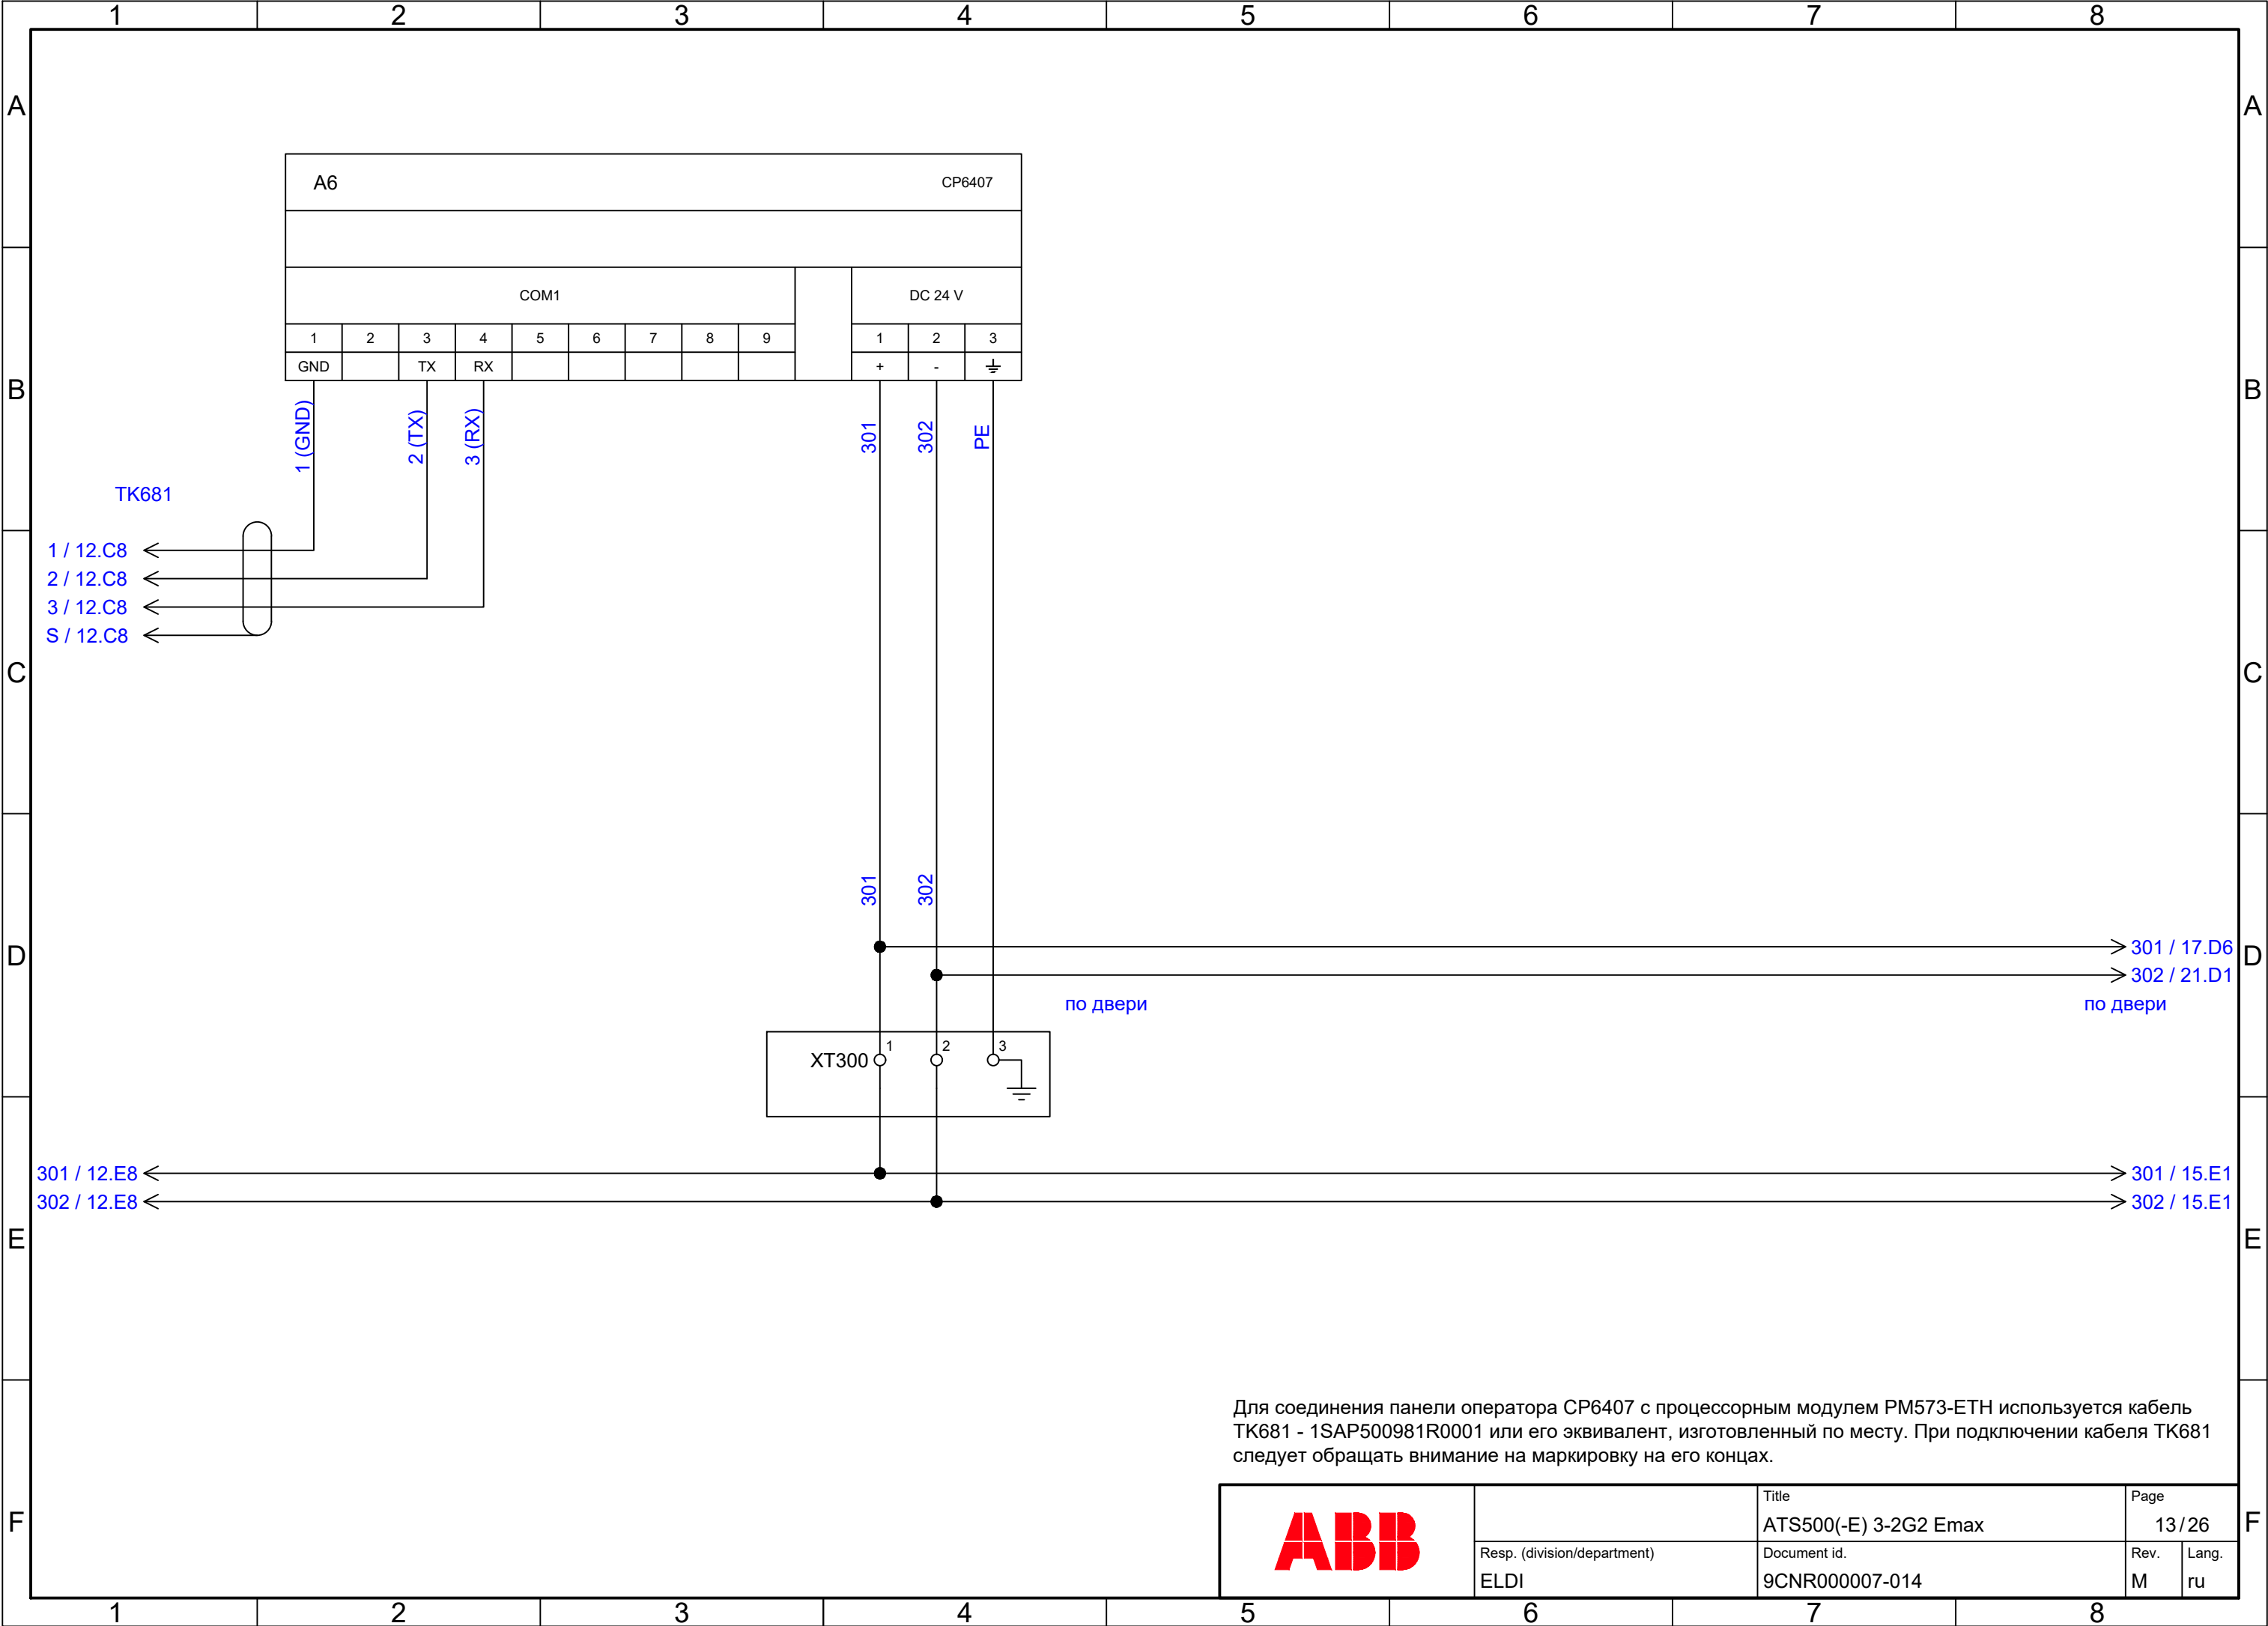 1 2 3 4 5 6 7 8
A A
A6 CP6407
COM1 DC 24 V
1 2 3 4 5 6 7 8 9 1 2 3
GND TX RX + -
B B
1 (GND) 2 (TX) 3 (RX) 301 302 PE
TK681
1 / 12.C8
2 / 12.C8
3 / 12.C8
S / 12.C8
C C
301 302
D D
301 / 17.D6
302 / 21.D1
по двери по двери
XT300 1 2 3
301 / 12.E8 301 / 15.E1
302 / 12.E8 302 / 15.E1
E E
Для соединения панели оператора CP6407 с процессорным модулем PM573-ETH используется кабель
TK681 - 1SAP500981R0001 или его эквивалент, изготовленный по месту. При подключении кабеля TK681
следует обращать внимание на маркировку на его концах.
F F
ABB
Title Page
ATS500(-E) 3-2G2 Emax 13/26
Resp. (division/department) Document id. Rev. Lang.
ELDI 9CNR000007-014 M ru
1 2 3 4 5 6 7 8